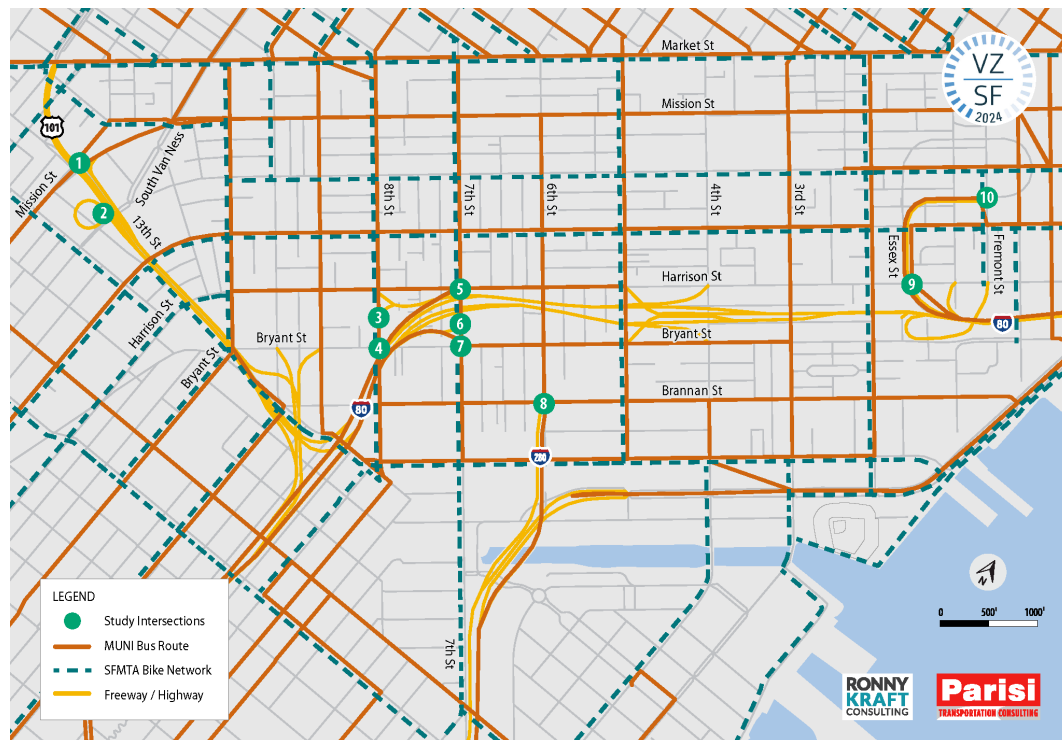 Market St
VZ
SF
2024
Mission St
101
1
Mission St
South Van Ness
8th St
7th St
6th St
4th St
3rd St
10
2
13th St
Essex St
Fremont St
Harrison St
5
9
Harrison St
3
6
80
Bryant St
4
7
Bryant St
Bryant St
Brannan St
80
8
280
LEGEND
Study Intersections
MUNI Bus Route
SFMTA Bike Network
Freeway / Highway
7th St
0 500' 1000'
RONNY
KRAFT
CONSULTING
Parisi
TRANSPORTATION CONSULTING